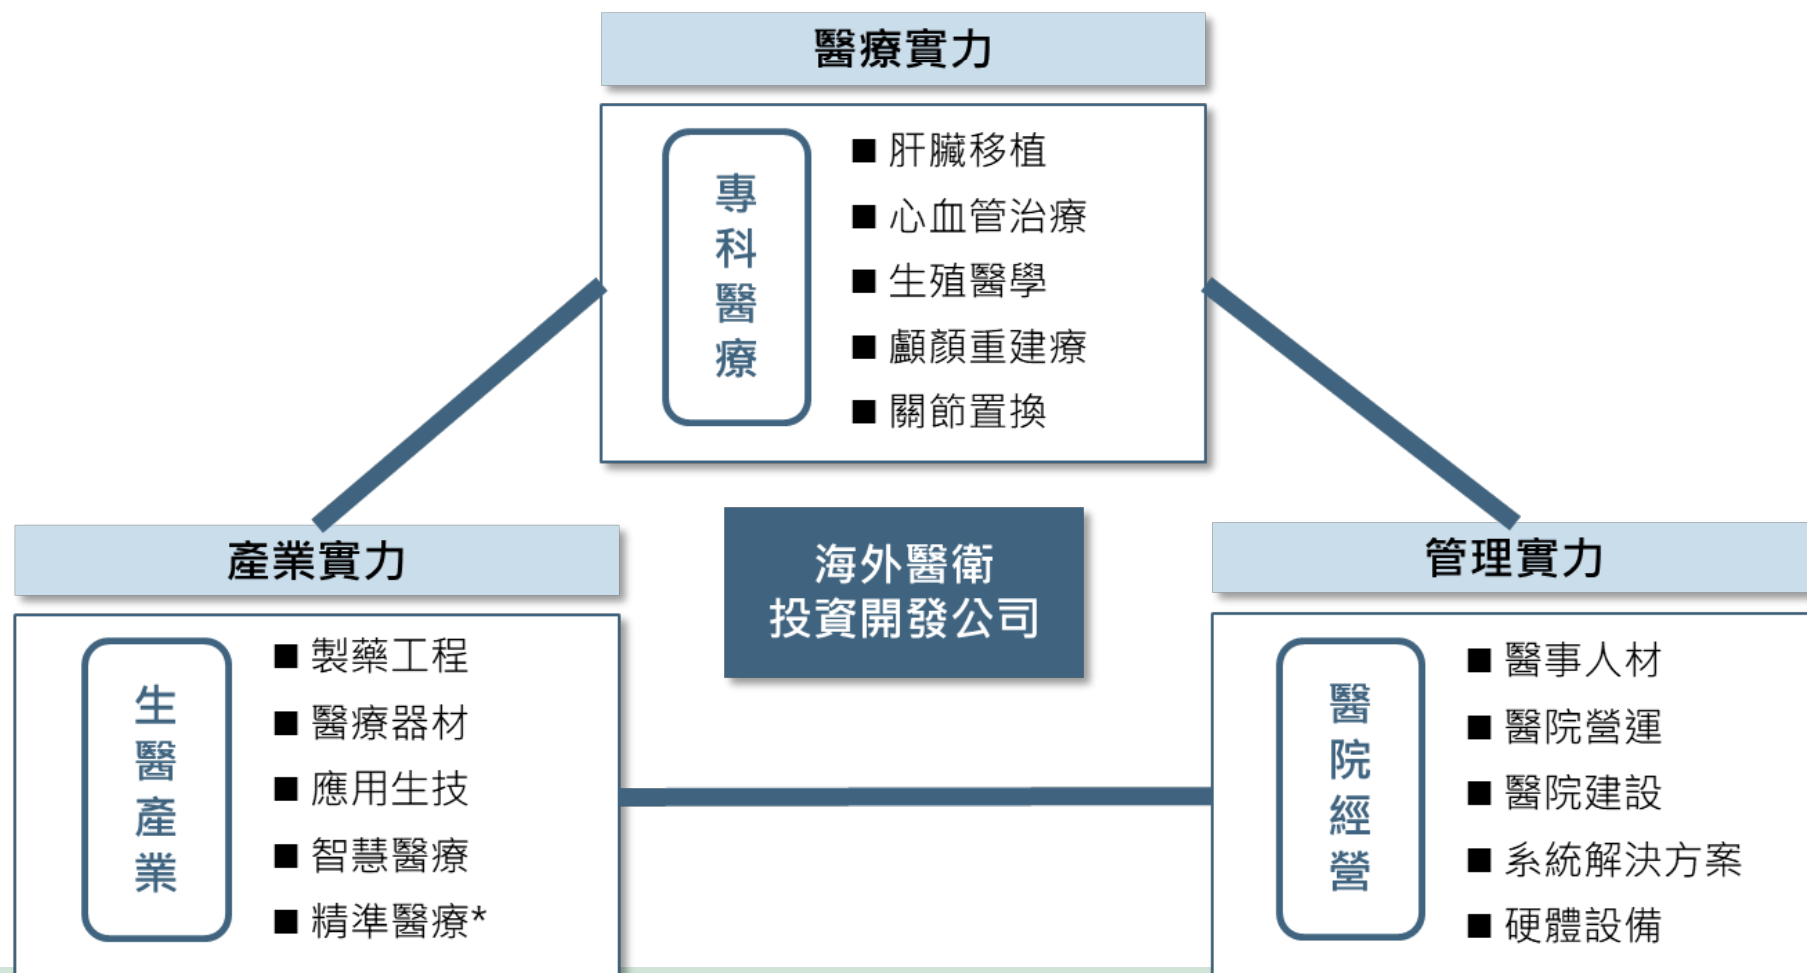 醫療實力
專科醫療
■ 肝臟移植
■ 心血管治療
■ 生殖醫學
■ 顱顏重建療
■ 關節置換
海外醫衛
投資開發公司
產業實力
生醫產業
■ 製藥工程
■ 醫療器材
■ 應用生技
■ 智慧醫療
■ 精準醫療*
管理實力
醫院經營
■ 醫事人材
■ 醫院營運
■ 醫院建設
■ 系統解決方案
■ 硬體設備